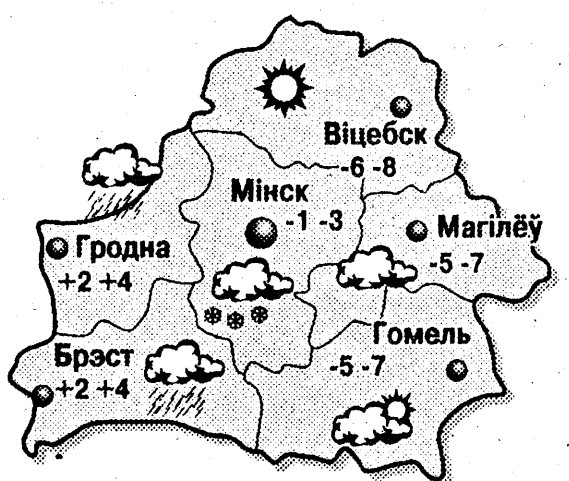 Віцебск
-6 -8
Мінск
-1 -3
Магілёў
-5 -7
Гродна
+2 +4
Гомель
-5 -7
Брэст
+2 +4